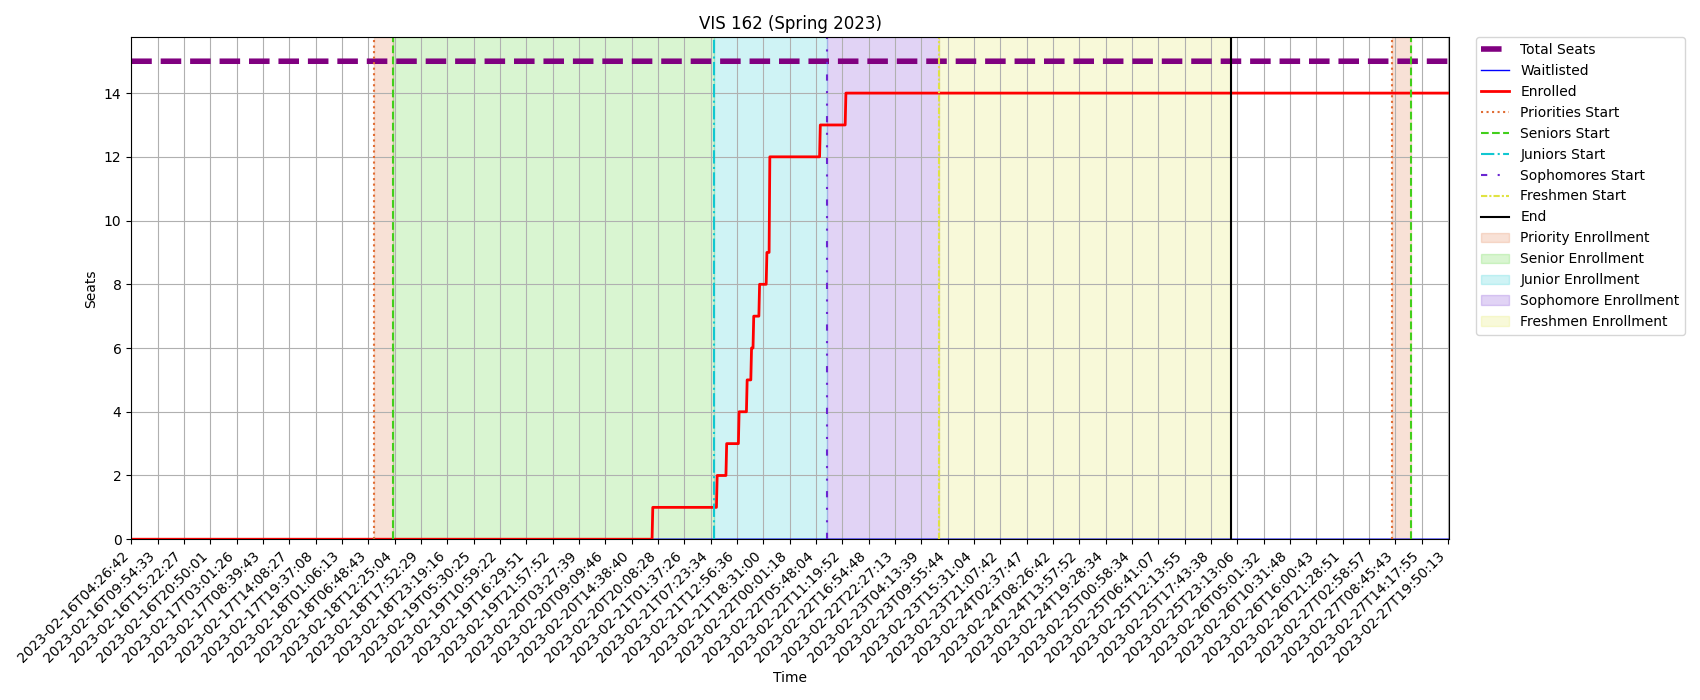 VIS 162 (Spring 2023)
Seats
14
12
10
8
6
4
2
0
2023-02-16T04:26:42
2023-02-16T09:54:33
2023-02-16T15:22:27
2023-02-16T20:50:01
2023-02-17T03:01:26
2023-02-17T08:39:43
2023-02-17T14:08:27
2023-02-17T19:37:08
2023-02-18T01:06:13
2023-02-18T06:48:43
2023-02-18T12:25:04
2023-02-18T17:52:29
2023-02-18T23:19:16
2023-02-19T05:30:25
2023-02-19T10:59:22
2023-02-19T16:29:51
2023-02-19T21:57:52
2023-02-20T03:27:39
2023-02-20T09:09:46
2023-02-20T14:38:40
2023-02-20T20:08:28
2023-02-21T01:37:26
2023-02-21T07:23:34
2023-02-21T12:56:36
2023-02-21T18:31:00
2023-02-22T00:01:18
2023-02-22T05:48:04
2023-02-22T11:19:52
2023-02-22T16:54:48
2023-02-22T22:27:13
2023-02-23T04:13:39
2023-02-23T09:55:44
2023-02-23T15:31:04
2023-02-23T21:07:42
2023-02-24T02:37:47
2023-02-24T08:26:42
2023-02-24T13:57:52
2023-02-24T19:28:34
2023-02-25T00:58:34
2023-02-25T06:41:07
2023-02-25T12:13:55
2023-02-25T17:43:38
2023-02-25T23:13:06
2023-02-26T05:01:32
2023-02-26T10:31:48
2023-02-26T16:00:43
2023-02-26T21:28:51
2023-02-27T02:58:57
2023-02-27T08:45:43
2023-02-27T14:17:55
2023-02-27T19:50:13
Time
Total Seats
Waitlisted
Enrolled
Priorities Start
Seniors Start
Juniors Start
Sophomores Start
Freshmen Start
End
Priority Enrollment
Senior Enrollment
Junior Enrollment
Sophomore Enrollment
Freshmen Enrollment